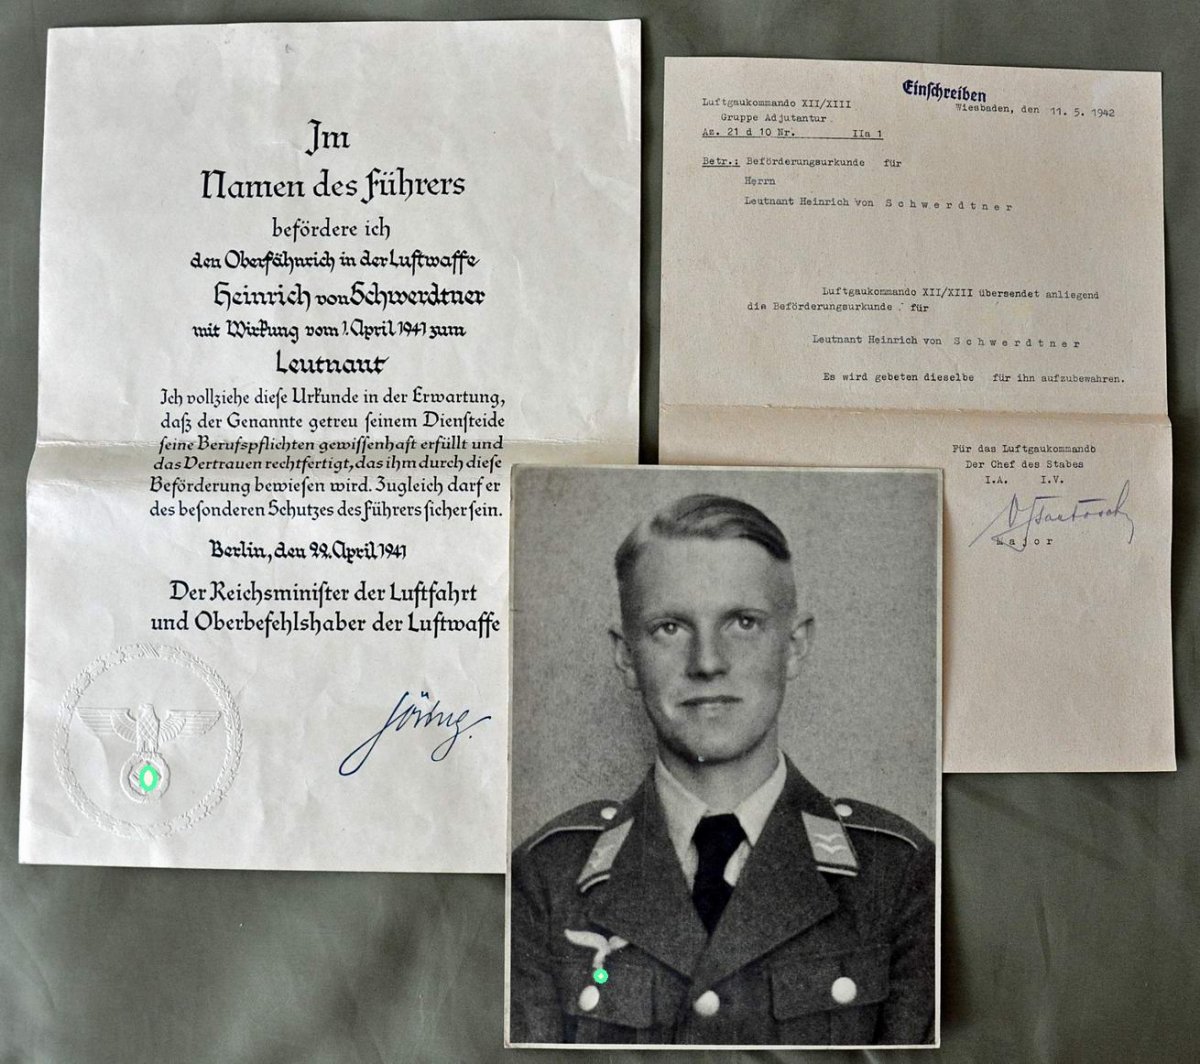 Im
Namen des Führers
befördere ich
den Oberfähnrich in der Luftwaffe
Heinrich von Schwerdtner
mit Wirkung vom 1. April 1941 zum
Leutnant
Ich vollziehe diese Urkunde in der Erwartung,
daß der Genannte getreu seinem Diensteide
seine Berufspflichten gewissenhaft erfüllt und
das Vertrauen rechtfertigt, das ihm durch diese
Beförderung bewiesen wird. Zugleich darf er
des besonderen Schutzes des Führers sicher sein.
Berlin, den 22. April 1941
Der Reichsminister der Luftfahrt
und Oberbefehlshaber der Luftwaffe
Göring.
Einschreiben
Luftgaukommando XII/XIII
Wiesbaden, den 11. 5. 1942
Gruppe Adjutantur
Az. 21 d 10 Nr. IIa 1
Betr.: Beförderungsurkunde für
Herrn
Leutnant Heinrich von S c h w e r d t n e r
Luftgaukommando XII/XIII übersendet anliegend
die Beförderungsurkunde für
Leutnant Heinrich von S c h w e r d t n e r
Es wird gebeten dieselbe für ihn aufzubewahren.
Für das Luftgaukommando
Der Chef des Stabes
I.A. I.V.
M a j o r